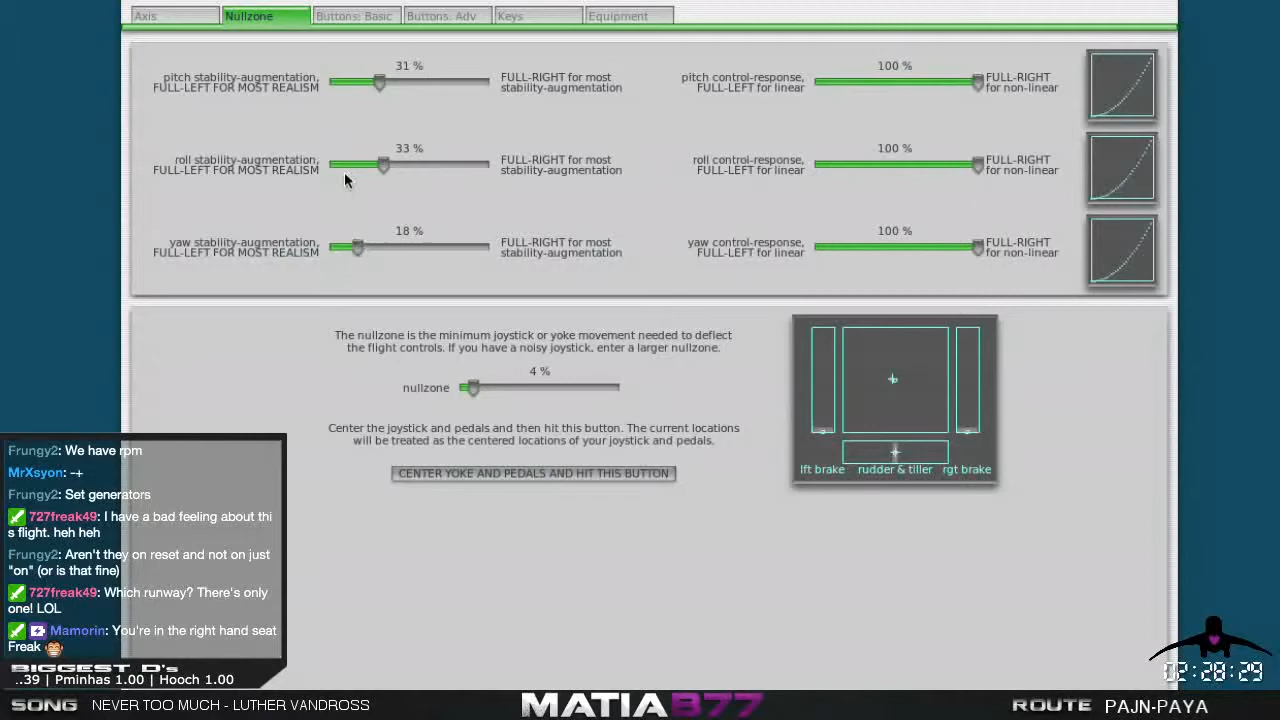 Axis
Nullzone
Buttons: Basic
Buttons: Adv
Keys
Equipment
31 %
pitch stability-augmentation,
FULL-LEFT FOR MOST REALISM
FULL-RIGHT for most
stability-augmentation
100 %
pitch control-response,
FULL-LEFT for linear
FULL-RIGHT
for non-linear
33 %
roll stability-augmentation,
FULL-LEFT FOR MOST REALISM
FULL-RIGHT for most
stability-augmentation
100 %
roll control-response,
FULL-LEFT for linear
FULL-RIGHT
for non-linear
18 %
yaw stability-augmentation,
FULL-LEFT FOR MOST REALISM
FULL-RIGHT for most
stability-augmentation
100 %
yaw control-response,
FULL-LEFT for linear
FULL-RIGHT
for non-linear
The nullzone is the minimum joystick or yoke movement needed to deflect
the flight controls. If you have a noisy joystick, enter a larger nullzone.
4 %
nullzone
Center the joystick and pedals and then hit this button. The current locations
will be treated as the centered locations of your joystick and pedals.
CENTER YOKE AND PEDALS AND HIT THIS BUTTON
lft brake rudder & tiller rgt brake
Frungy2: We have rpm
MrXsyon: -+
Frungy2: Set generators
727freak49: I have a bad feeling about thi
s flight. heh heh
Frungy2: Aren't they on reset and not on just
"on" (or is that fine)
727freak49: Which runway? There's only
one! LOL
Mamorin: You're in the right hand seat
Freak
BIGGEST D's
..39 | Pminhas 1.00 | Hooch 1.00
02:28:29
SONG NEVER TOO MUCH - LUTHER VANDROSS
MATIA877
ROUTE PAJN-PAYA